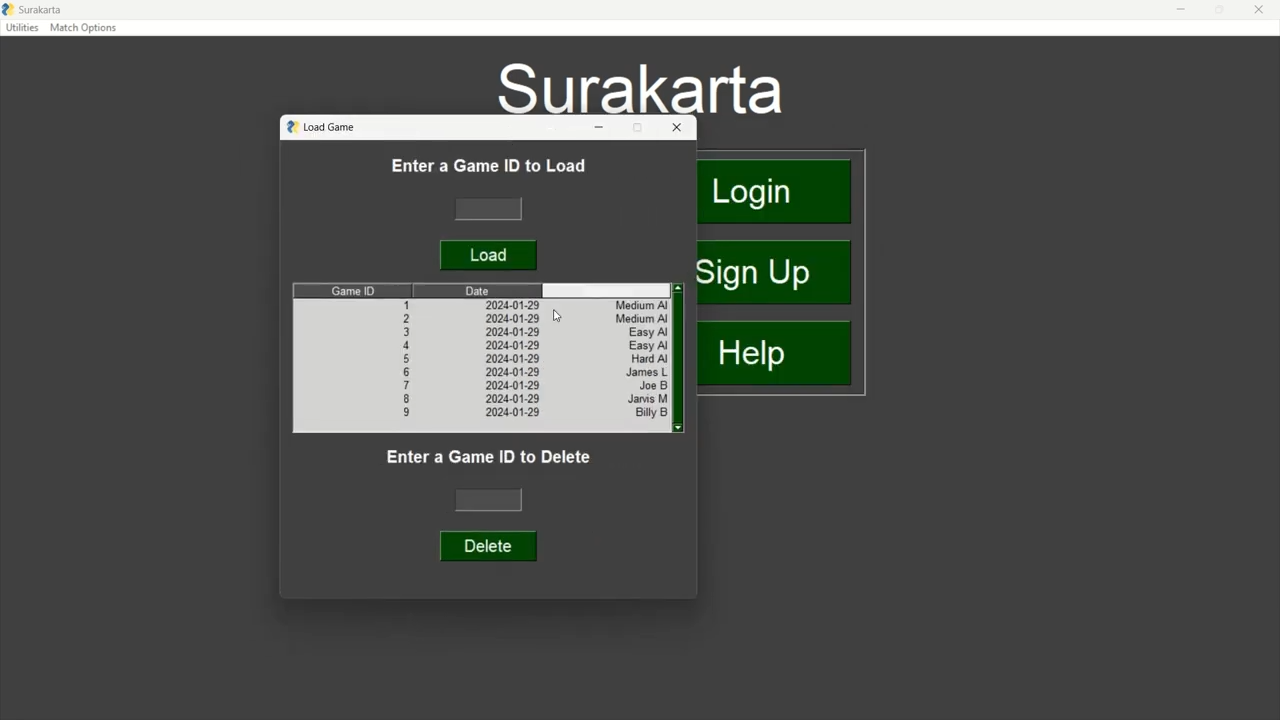 Surakarta
Utilities Match Options
Surakarta
Load Game
Enter a Game ID to Load
Load
Game ID Date
1 2024-01-29 Medium AI
2 2024-01-29 Medium AI
3 2024-01-29 Easy AI
4 2024-01-29 Easy AI
5 2024-01-29 Hard AI
6 2024-01-29 James L
7 2024-01-29 Joe B
8 2024-01-29 Jarvis M
9 2024-01-29 Billy B
Enter a Game ID to Delete
Delete
Login
Sign Up
Help